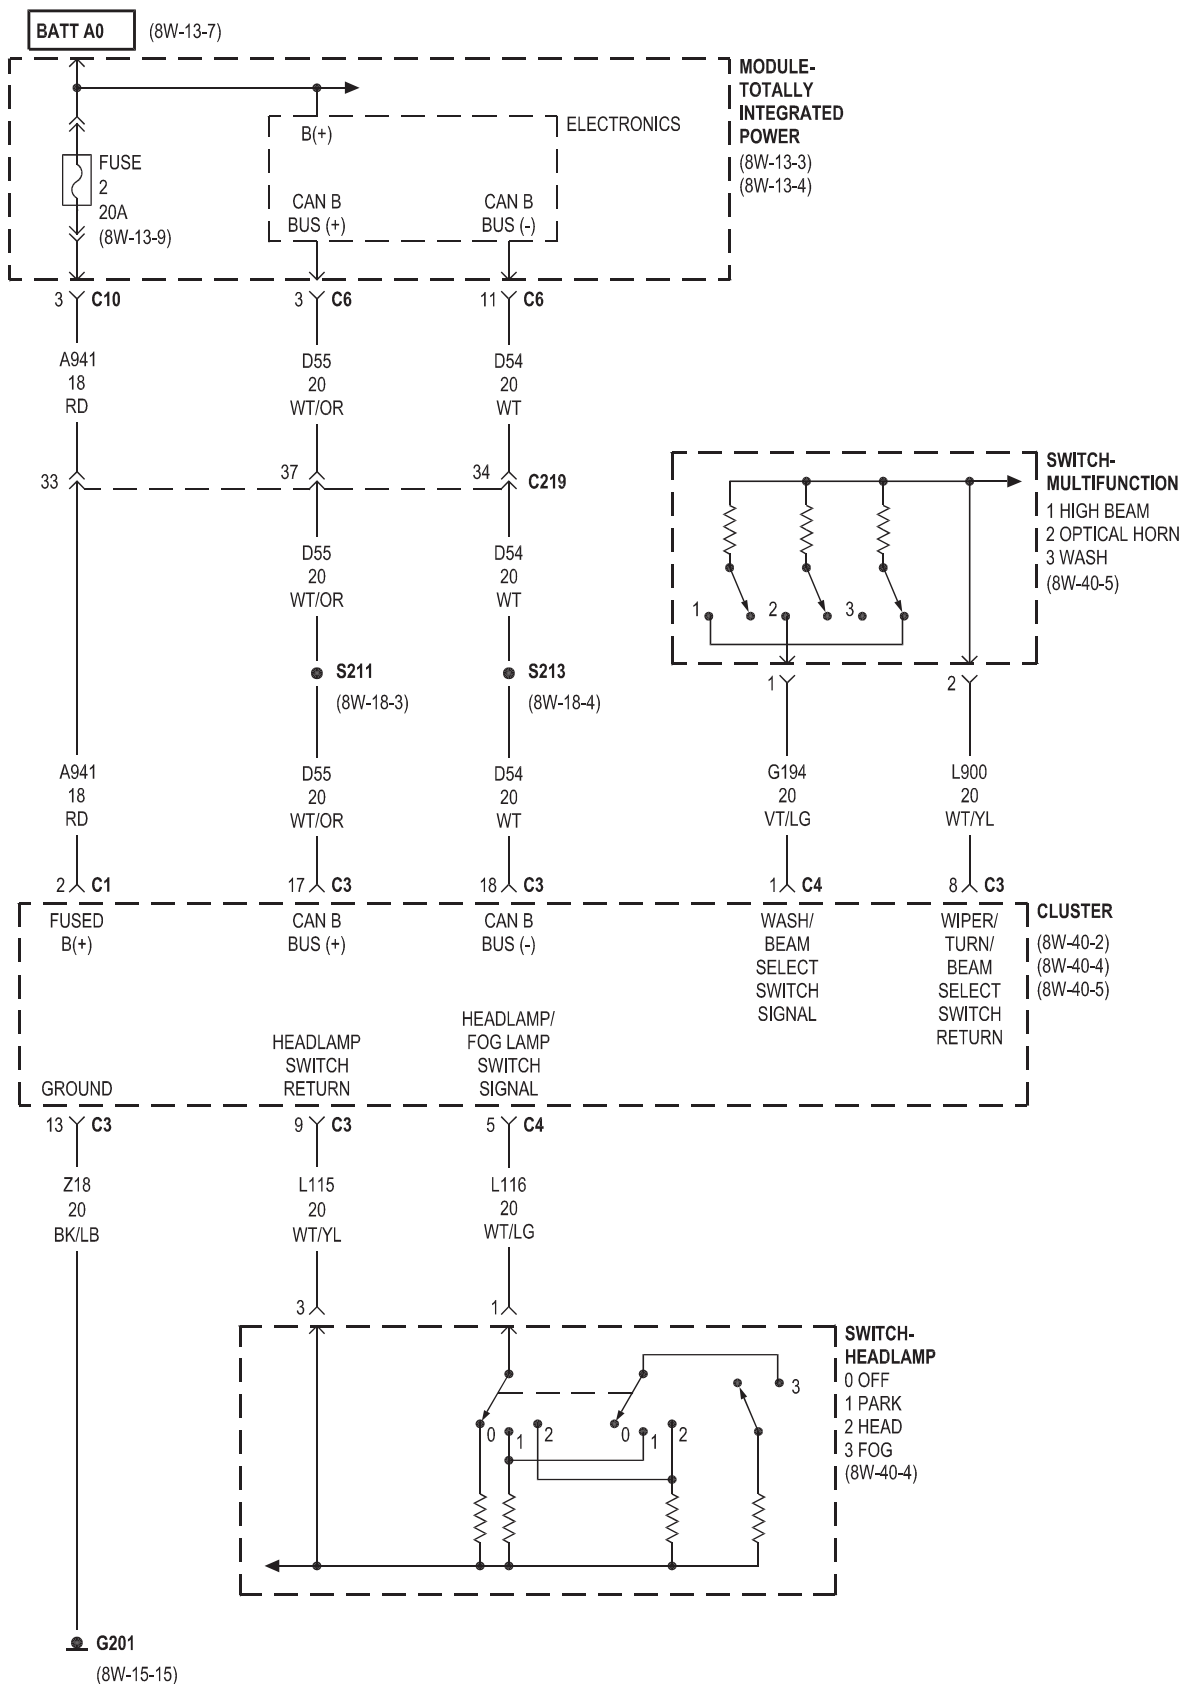 BATT A0 (8W-13-7)
MODULE-
TOTALLY
INTEGRATED
POWER
(8W-13-3)
(8W-13-4)
ELECTRONICS
B(+)
FUSE
2
20A
(8W-13-9)
CAN B
BUS (+)
CAN B
BUS (-)
3 C10
3 C6
11 C6
A941
18
RD
D55
20
WT/OR
D54
20
WT
33
37
34
C219
SWITCH-
MULTIFUNCTION
1 HIGH BEAM
2 OPTICAL HORN
3 WASH
(8W-40-5)
1
2
3
D55
20
WT/OR
D54
20
WT
S211
(8W-18-3)
S213
(8W-18-4)
1
2
A941
18
RD
D55
20
WT/OR
D54
20
WT
G194
20
VT/LG
L900
20
WT/YL
2 C1
17 C3
18 C3
1 C4
8 C3
CLUSTER
(8W-40-2)
(8W-40-4)
(8W-40-5)
FUSED
B(+)
CAN B
BUS (+)
CAN B
BUS (-)
WASH/
BEAM
SELECT
SWITCH
SIGNAL
WIPER/
TURN/
BEAM
SELECT
SWITCH
RETURN
GROUND
HEADLAMP
SWITCH
RETURN
HEADLAMP/
FOG LAMP
SWITCH
SIGNAL
13 C3
9 C3
5 C4
Z18
20
BK/LB
L115
20
WT/YL
L116
20
WT/LG
3
1
SWITCH-
HEADLAMP
0 OFF
1 PARK
2 HEAD
3 FOG
(8W-40-4)
3
0
1
2
0
1
2
G201
(8W-15-15)